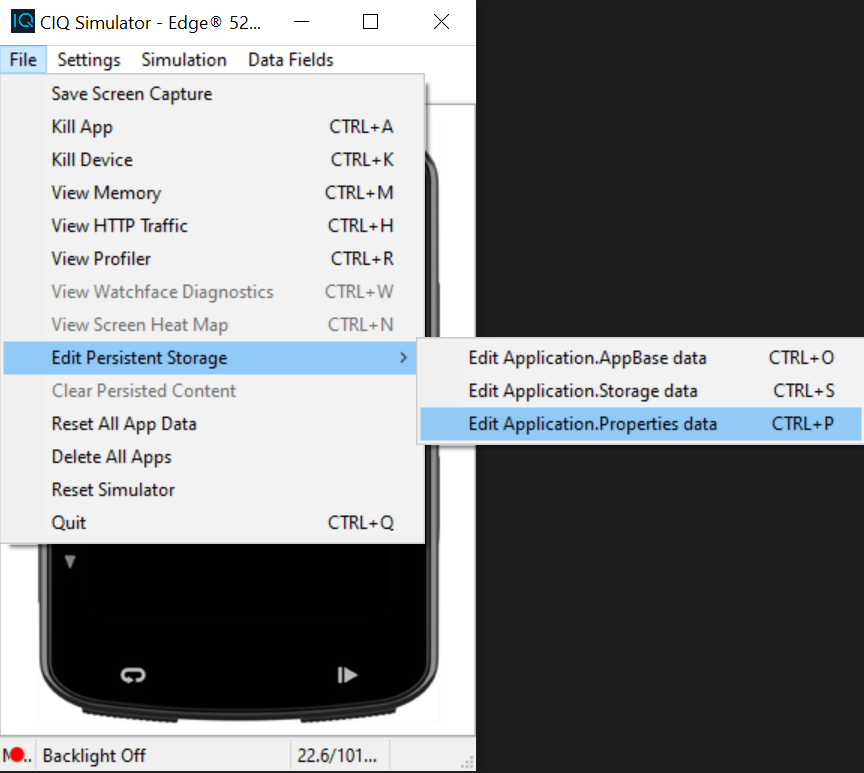 IQ CIQ Simulator - Edge® 52...
File Settings Simulation Data Fields
Save Screen Capture
Kill App CTRL+A
Kill Device CTRL+K
View Memory CTRL+M
View HTTP Traffic CTRL+H
View Profiler CTRL+R
View Watchface Diagnostics CTRL+W
View Screen Heat Map CTRL+N
Edit Persistent Storage
Edit Application.AppBase data CTRL+O
Clear Persisted Content
Edit Application.Storage data CTRL+S
Reset All App Data
Edit Application.Properties data CTRL+P
Delete All Apps
Reset Simulator
Quit CTRL+Q
Backlight Off 22.6/101...